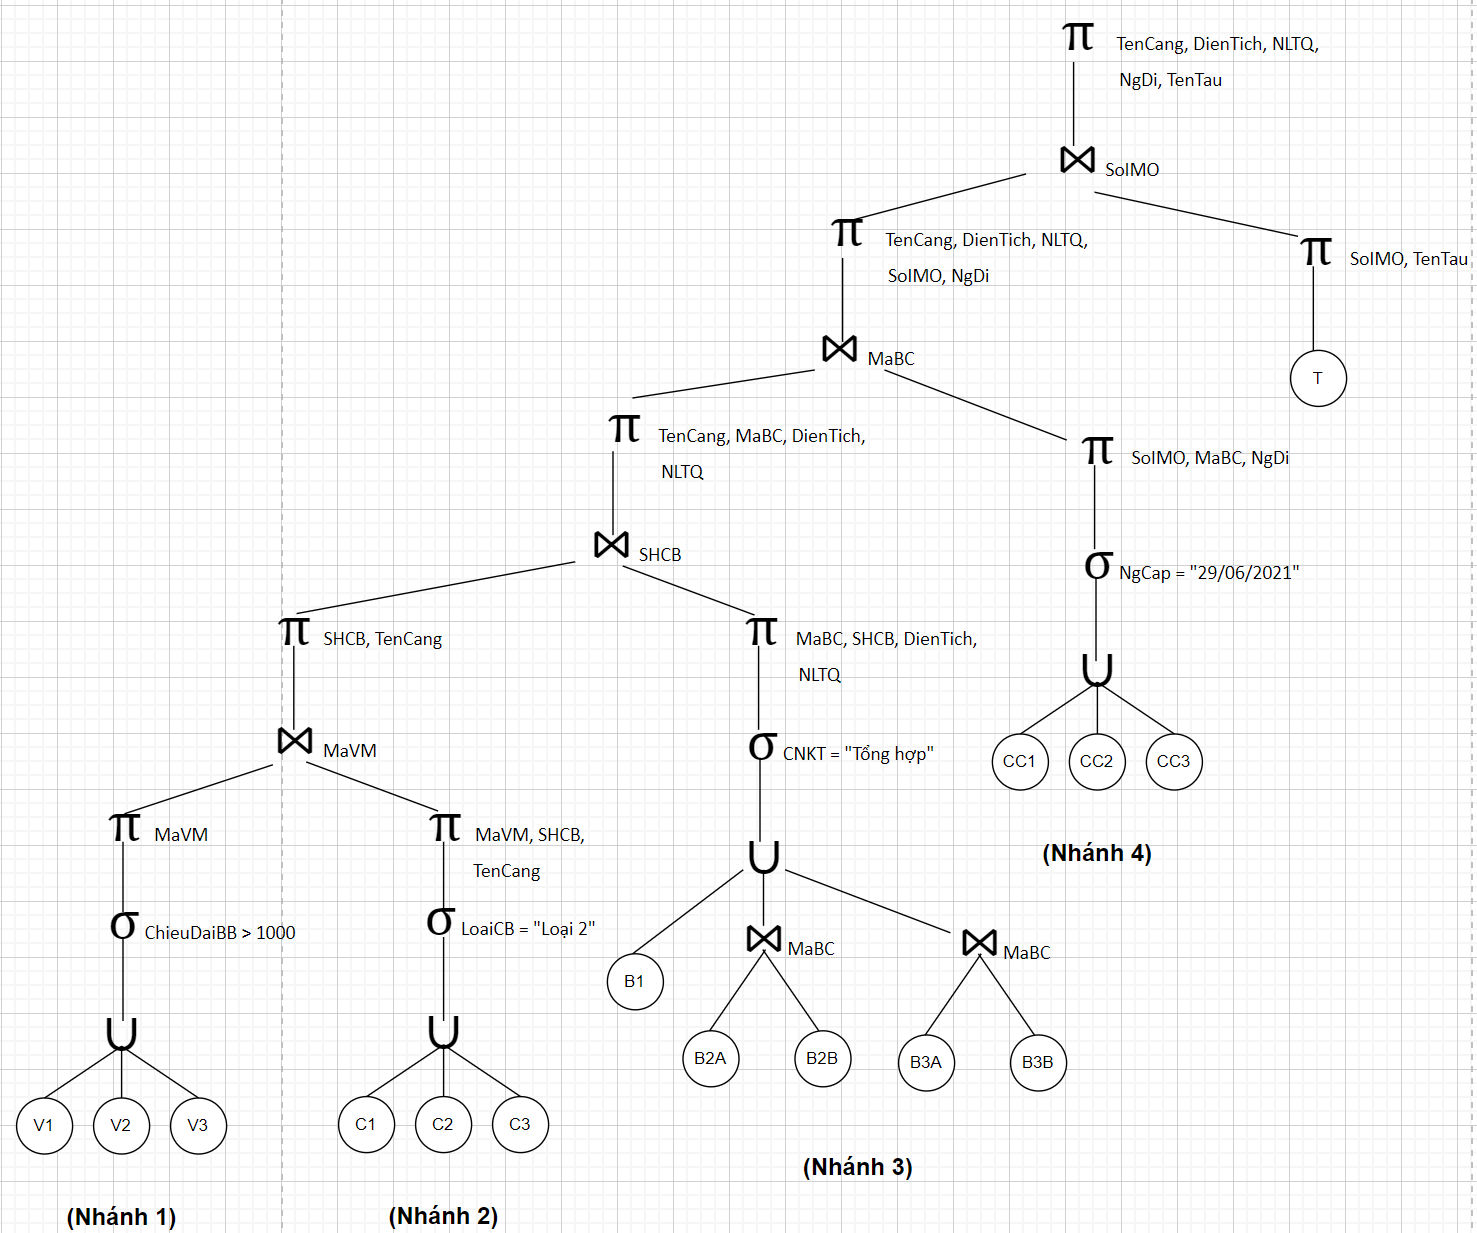 π TenCang, DienTich, NLTQ,
NgDi, TenTau
⋈ SoIMO
π TenCang, DienTich, NLTQ,
SoIMO, NgDi
π SoIMO, TenTau
⋈ MaBC
T
π TenCang, MaBC, DienTich,
NLTQ
π SoIMO, MaBC, NgDi
⋈ SHCB
σ NgCap = "29/06/2021"
π SHCB, TenCang
π MaBC, SHCB, DienTich,
NLTQ
∪
⋈ MaVM
σ CNKT = "Tổng hợp"
CC1 CC2 CC3
π MaVM
π MaVM, SHCB,
TenCang
∪
(Nhánh 4)
σ ChieuDaiBB > 1000
σ LoaiCB = "Loại 2"
⋈ MaBC
⋈ MaBC
B1
∪
∪
B2A B2B B3A B3B
V1 V2 V3
C1 C2 C3
(Nhánh 3)
(Nhánh 1)
(Nhánh 2)